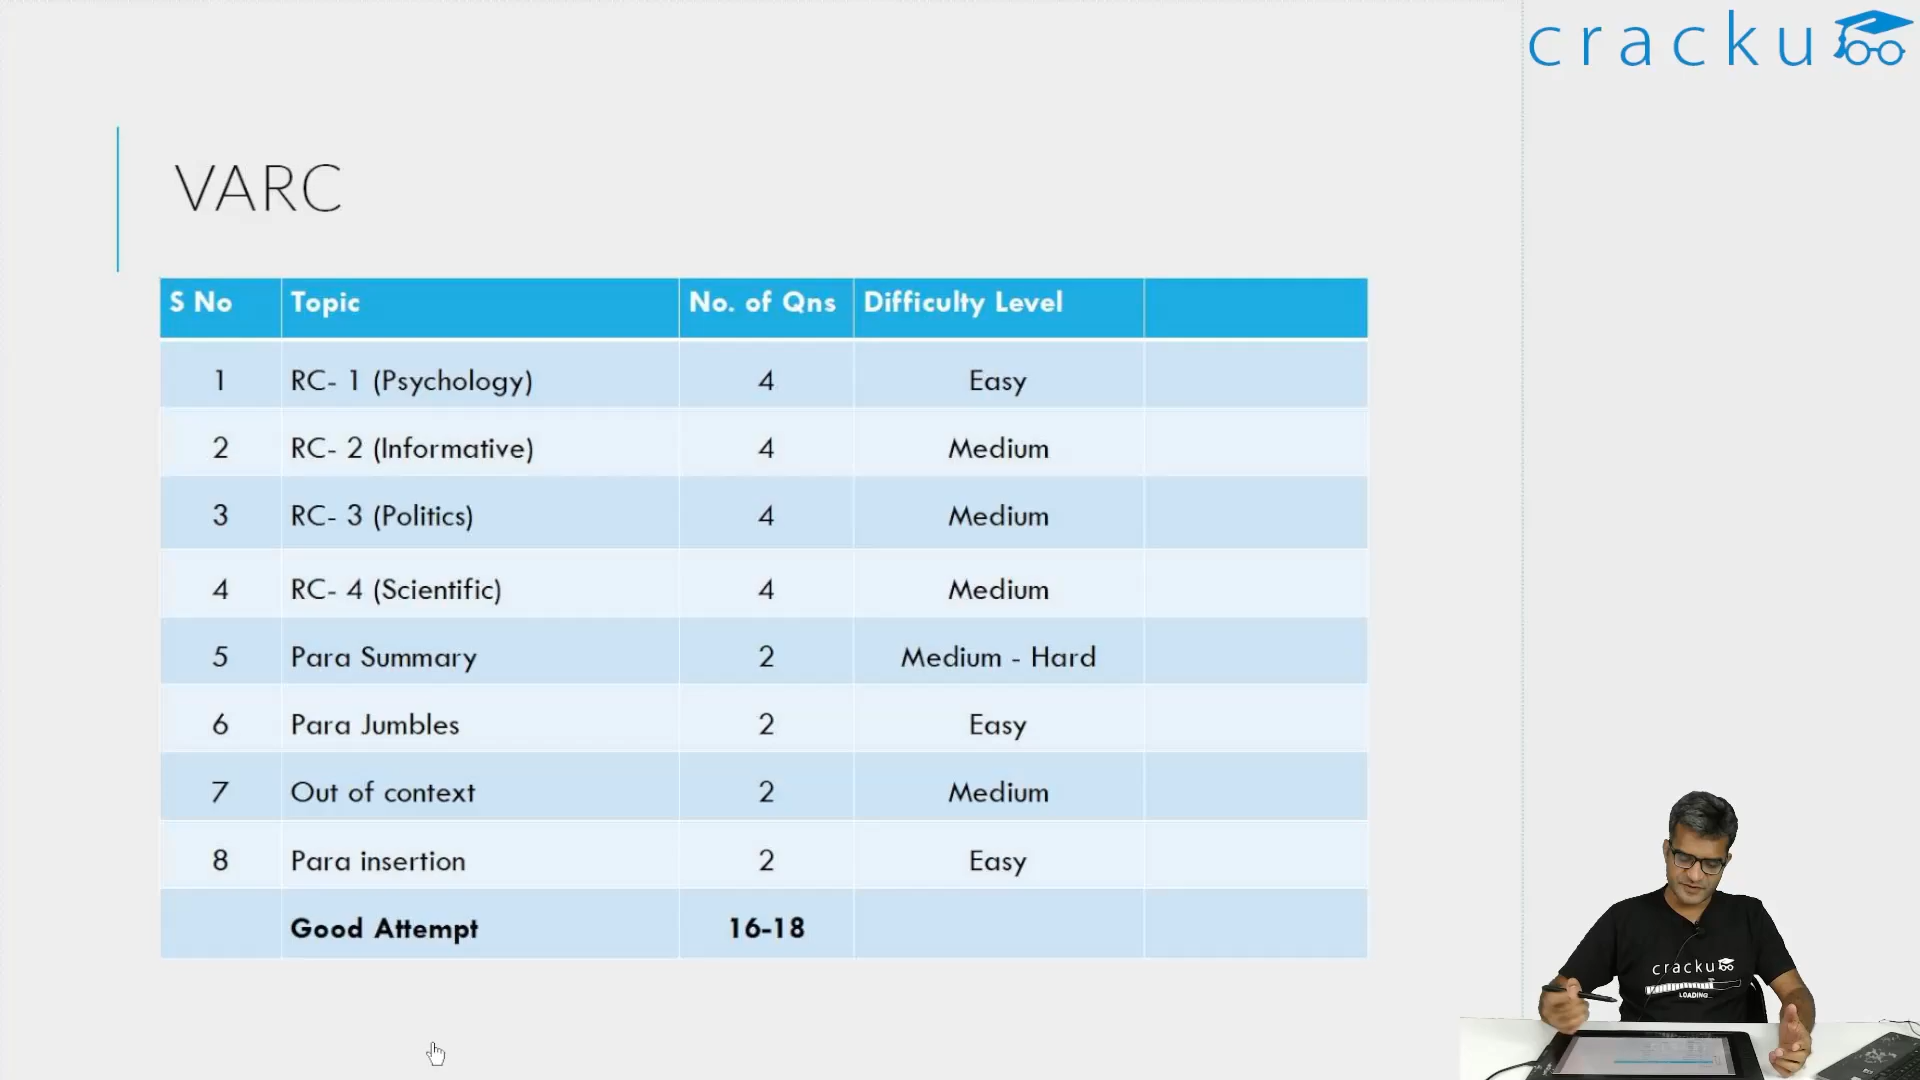 cracku
VARC
S No Topic No. of Qns Difficulty Level
1 RC- 1 (Psychology) 4 Easy
2 RC- 2 (Informative) 4 Medium
3 RC- 3 (Politics) 4 Medium
4 RC- 4 (Scientific) 4 Medium
5 Para Summary 2 Medium - Hard
6 Para Jumbles 2 Easy
7 Out of context 2 Medium
8 Para insertion 2 Easy
Good Attempt 16-18
cracku
LOADING...